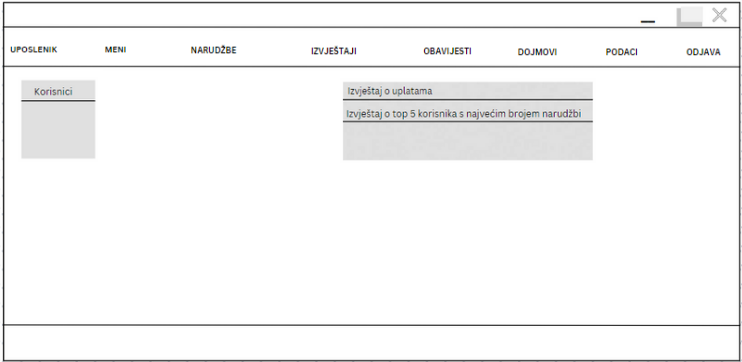 UPOSLENIK MENI NARUDŽBE IZVJEŠTAJI OBAVIJESTI DOJMOVI PODACI ODJAVA
Korisnici
Izvještaj o uplatama
Izvještaj o top 5 korisnika s najvećim brojem narudžbi